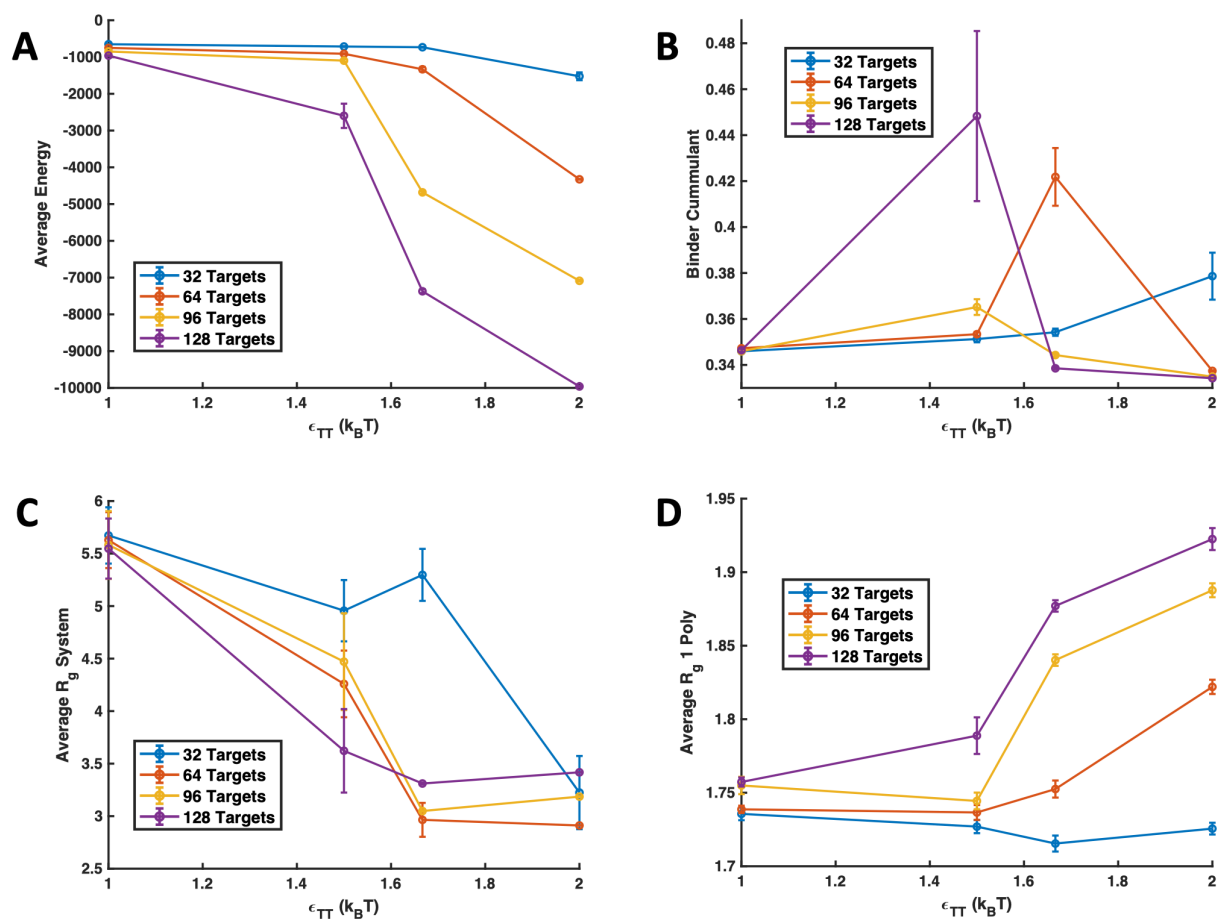 A
0
-1000
-2000
-3000
-4000
-5000
-6000
-7000
-8000
-9000
-10000
Average Energy
32 Targets
64 Targets
96 Targets
128 Targets
1 1.2 1.4 1.6 1.8 2
ϵTT (kBT)
B
0.48
0.46
0.44
0.42
0.4
0.38
0.36
0.34
Binder Cummulant
32 Targets
64 Targets
96 Targets
128 Targets
1 1.2 1.4 1.6 1.8 2
ϵTT (kBT)
C
6
5.5
5
4.5
4
3.5
3
2.5
Average Rg System
32 Targets
64 Targets
96 Targets
128 Targets
1 1.2 1.4 1.6 1.8 2
ϵTT (kBT)
D
1.95
1.9
1.85
1.8
1.75
1.7
Average Rg 1 Poly
32 Targets
64 Targets
96 Targets
128 Targets
1 1.2 1.4 1.6 1.8 2
ϵTT (kBT)